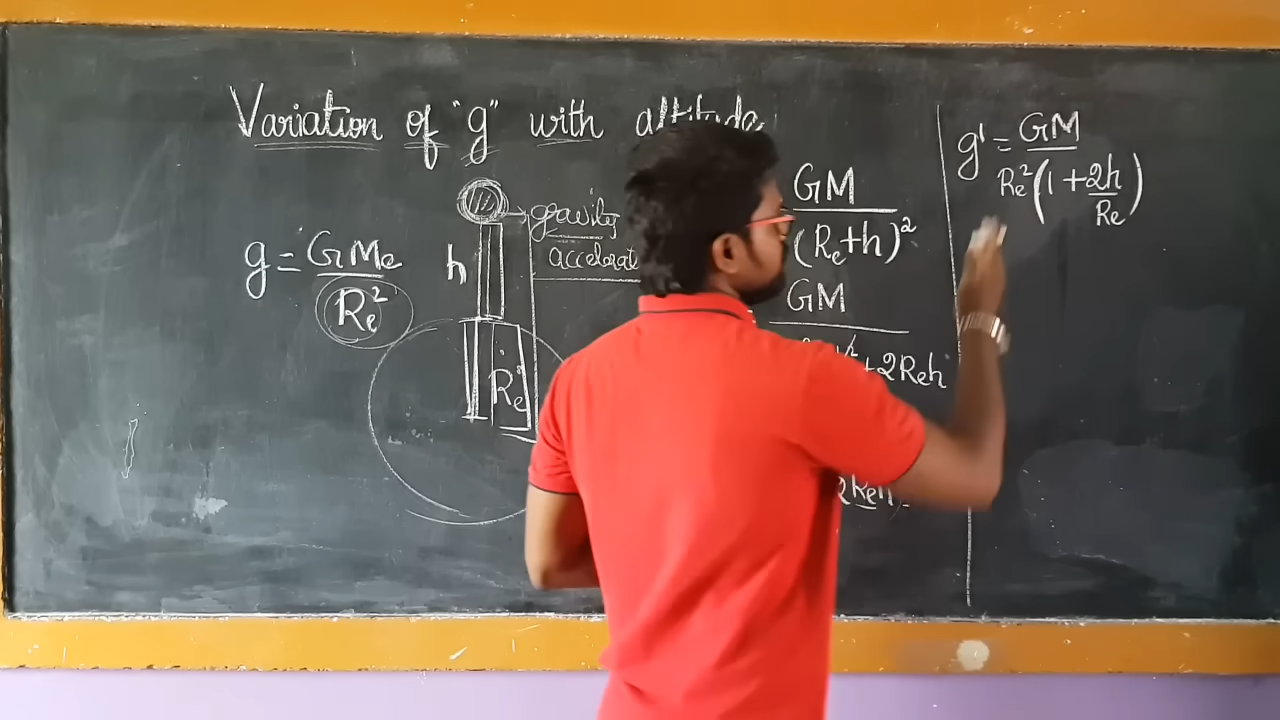 Variation of "g" with altitude
g = GMe
Re²
h
gravity
accelerat
Re
GM
(Re+h)²
GM
+2Reh
2Reh
g' = GM
Re²(1+2h
Re)